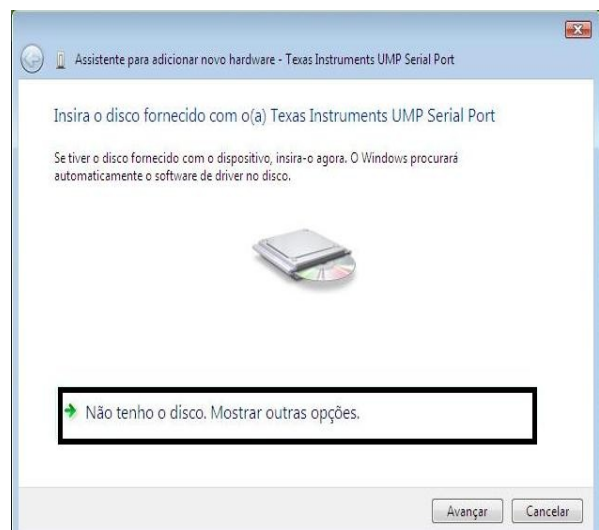 Assistente para adicionar novo hardware - Texas Instruments UMP Serial Port
Insira o disco fornecido com o(a) Texas Instruments UMP Serial Port
Se tiver o disco fornecido com o dispositivo, insira-o agora. O Windows procurará
automaticamente o software de driver no disco.
Não tenho o disco. Mostrar outras opções.
Avançar Cancelar